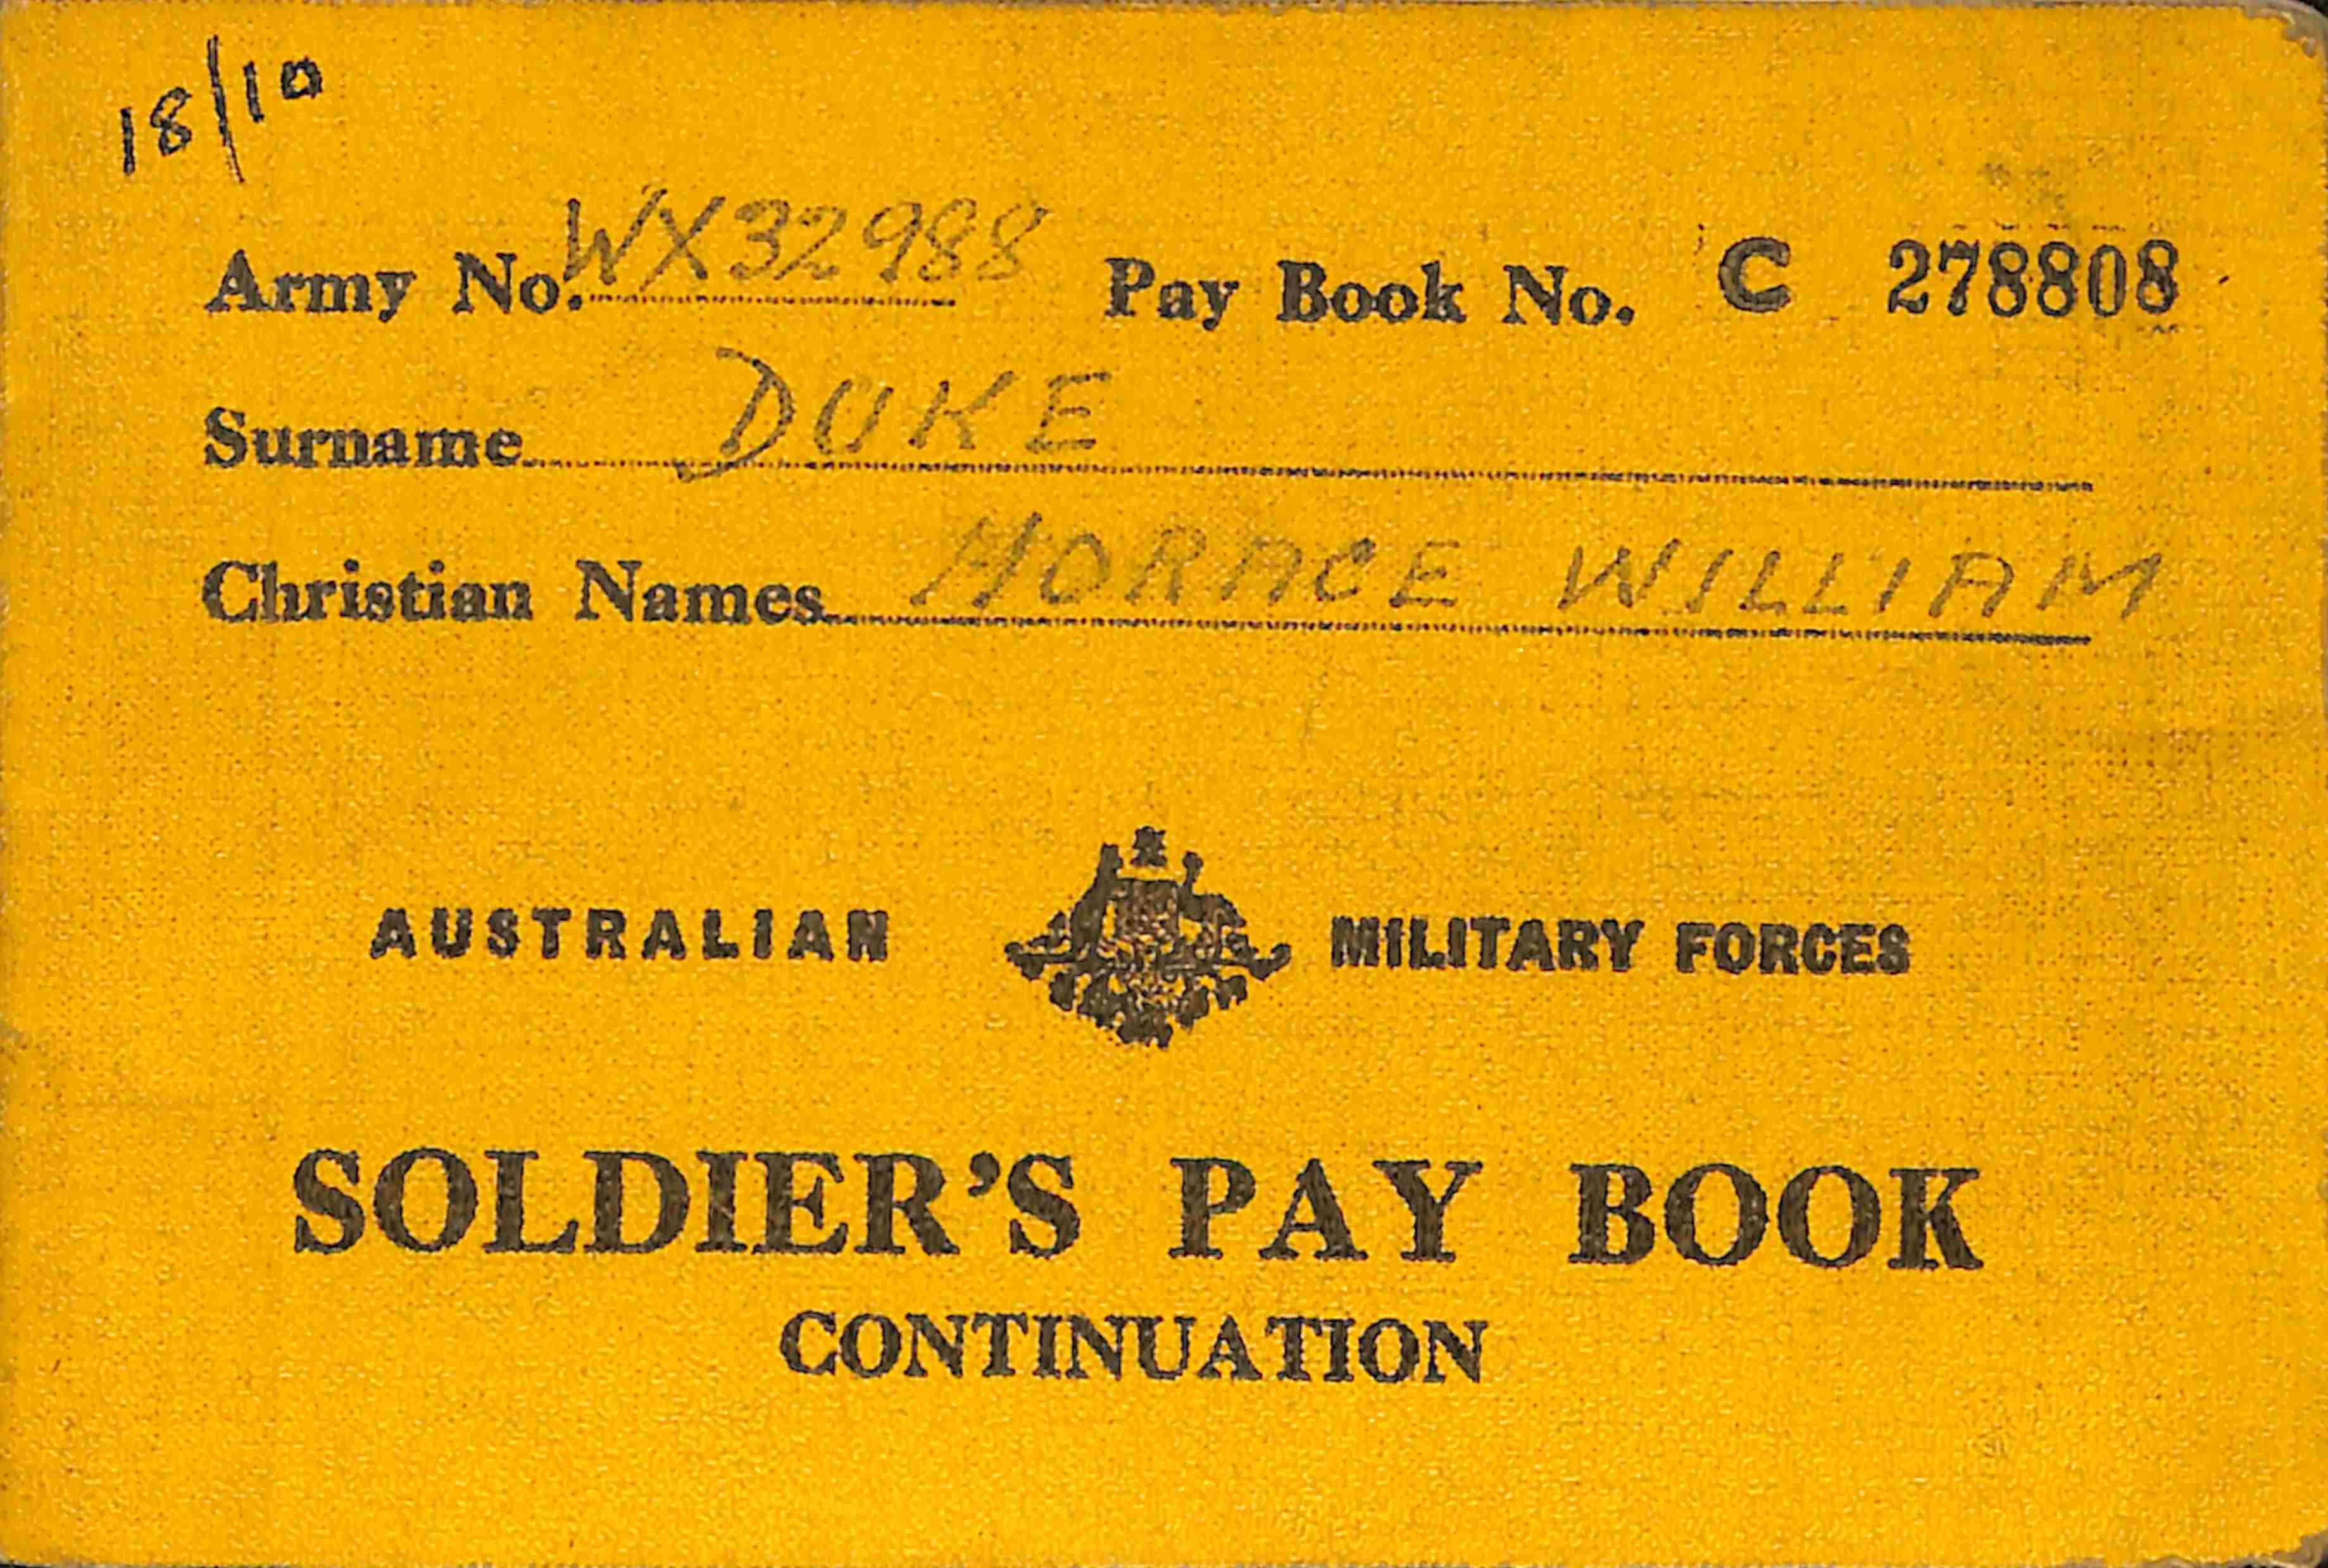 18/10
Army No. WX32988 Pay Book No. C 278808
Surname DUKE
Christian Names HORACE WILLIAM
AUSTRALIAN MILITARY FORCES
SOLDIER'S PAY BOOK
CONTINUATION